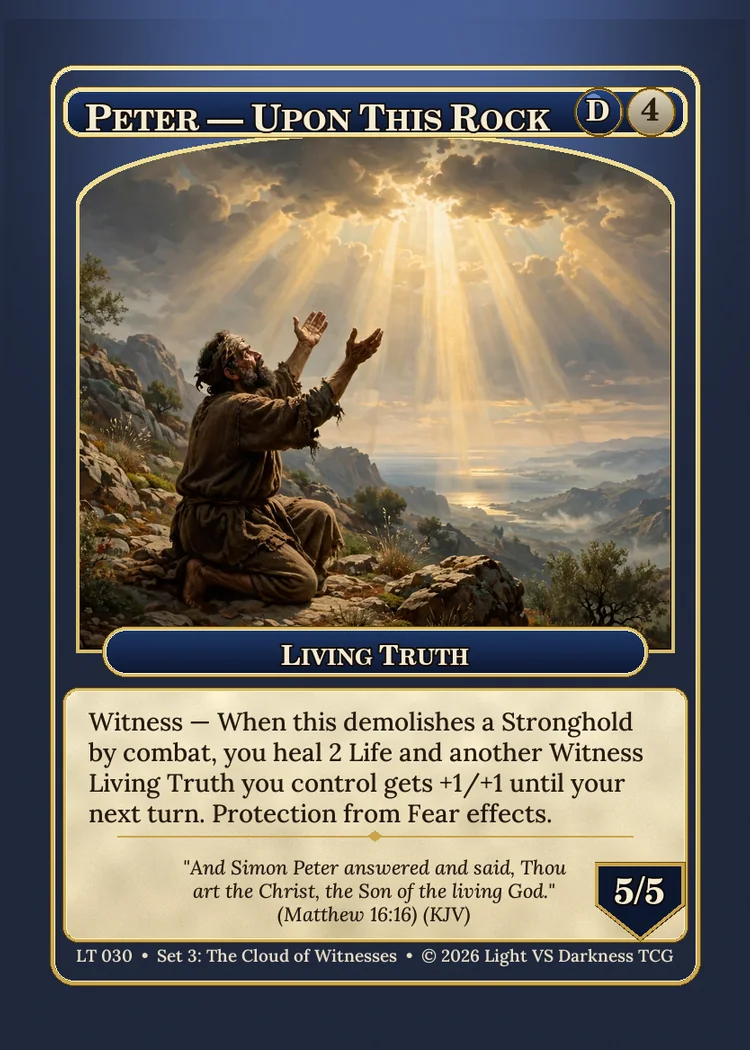 Peter — Upon This Rock D 4
Living Truth
Witness — When this demolishes a Stronghold
by combat, you heal 2 Life and another Witness
Living Truth you control gets +1/+1 until your
next turn. Protection from Fear effects.
"And Simon Peter answered and said, Thou
art the Christ, the Son of the living God."
(Matthew 16:16) (KJV)
5/5
LT 030 • Set 3: The Cloud of Witnesses • © 2026 Light VS Darkness TCG